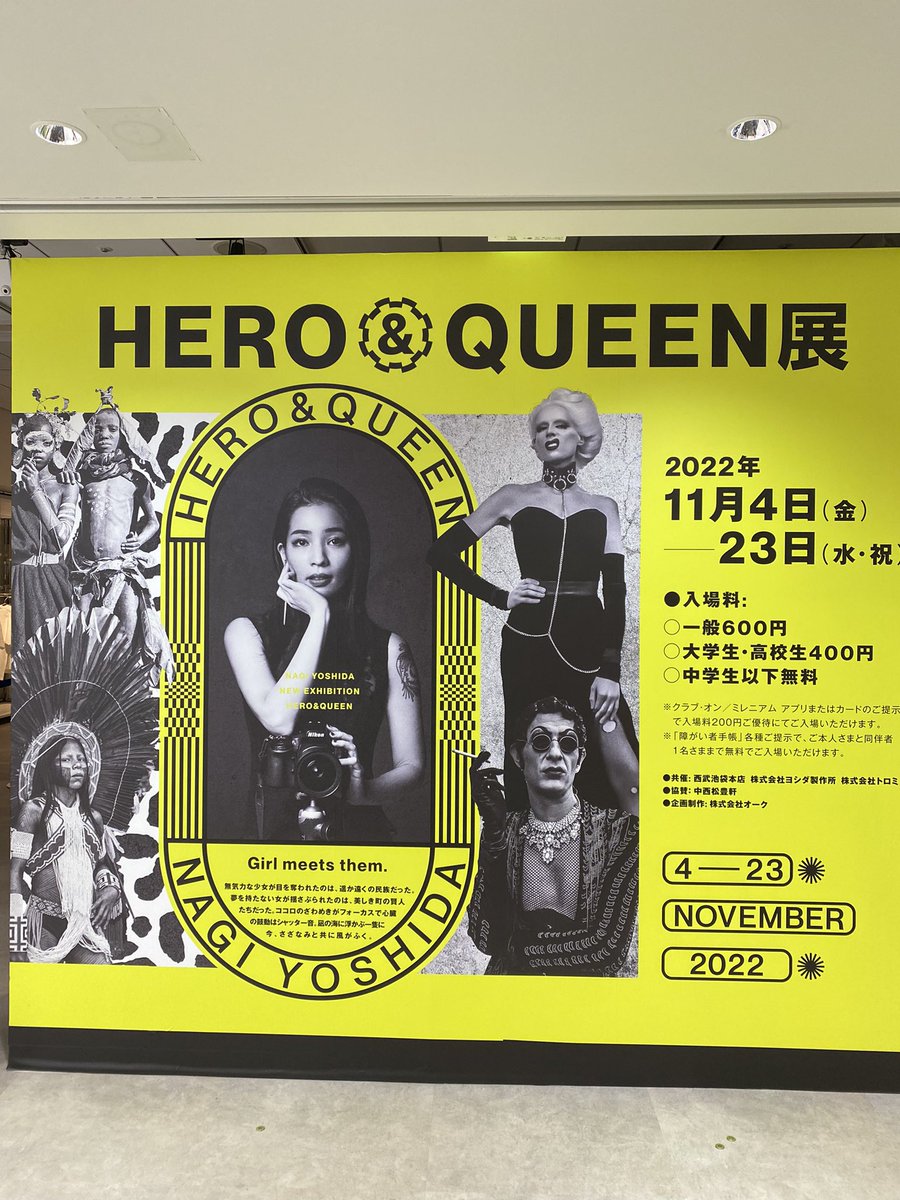 HERO&QUEEN展
HERO&QUEEN
NAGI YOSHIDA
NEW EXHIBITION
HERO&QUEEN
Nikon
Girl meets them.
無気力な少女が目を奪われたのは、遥か遠くの民族だった。
夢を持たない女が揺さぶられたのは、美しき町の賢人
たちだった。ココロのざわめきがフォーカスで心臓
の鼓動はシャッター音。凪の海に浮かぶ一隻に
今、さざなみと共に風がふく。
NAGI YOSHIDA
2022年
11月4日(金)
23日(水・祝)
●入場料:
○一般600円
○大学生・高校生400円
○中学生以下無料
※クラブ・オン/ミレニアム アプリまたはカードのご提示
で入場料200円ご優待にてご入場いただけます。
※「障がい者手帳」各種ご提示で、ご本人さまと同伴者
1名さままで無料でご入場いただけます。
●共催: 西武池袋本店 株式会社ヨシダ製作所 株式会社トロミ
●協賛: 中西松豊軒
●企画制作: 株式会社オーク
4—23
NOVEMBER
2022